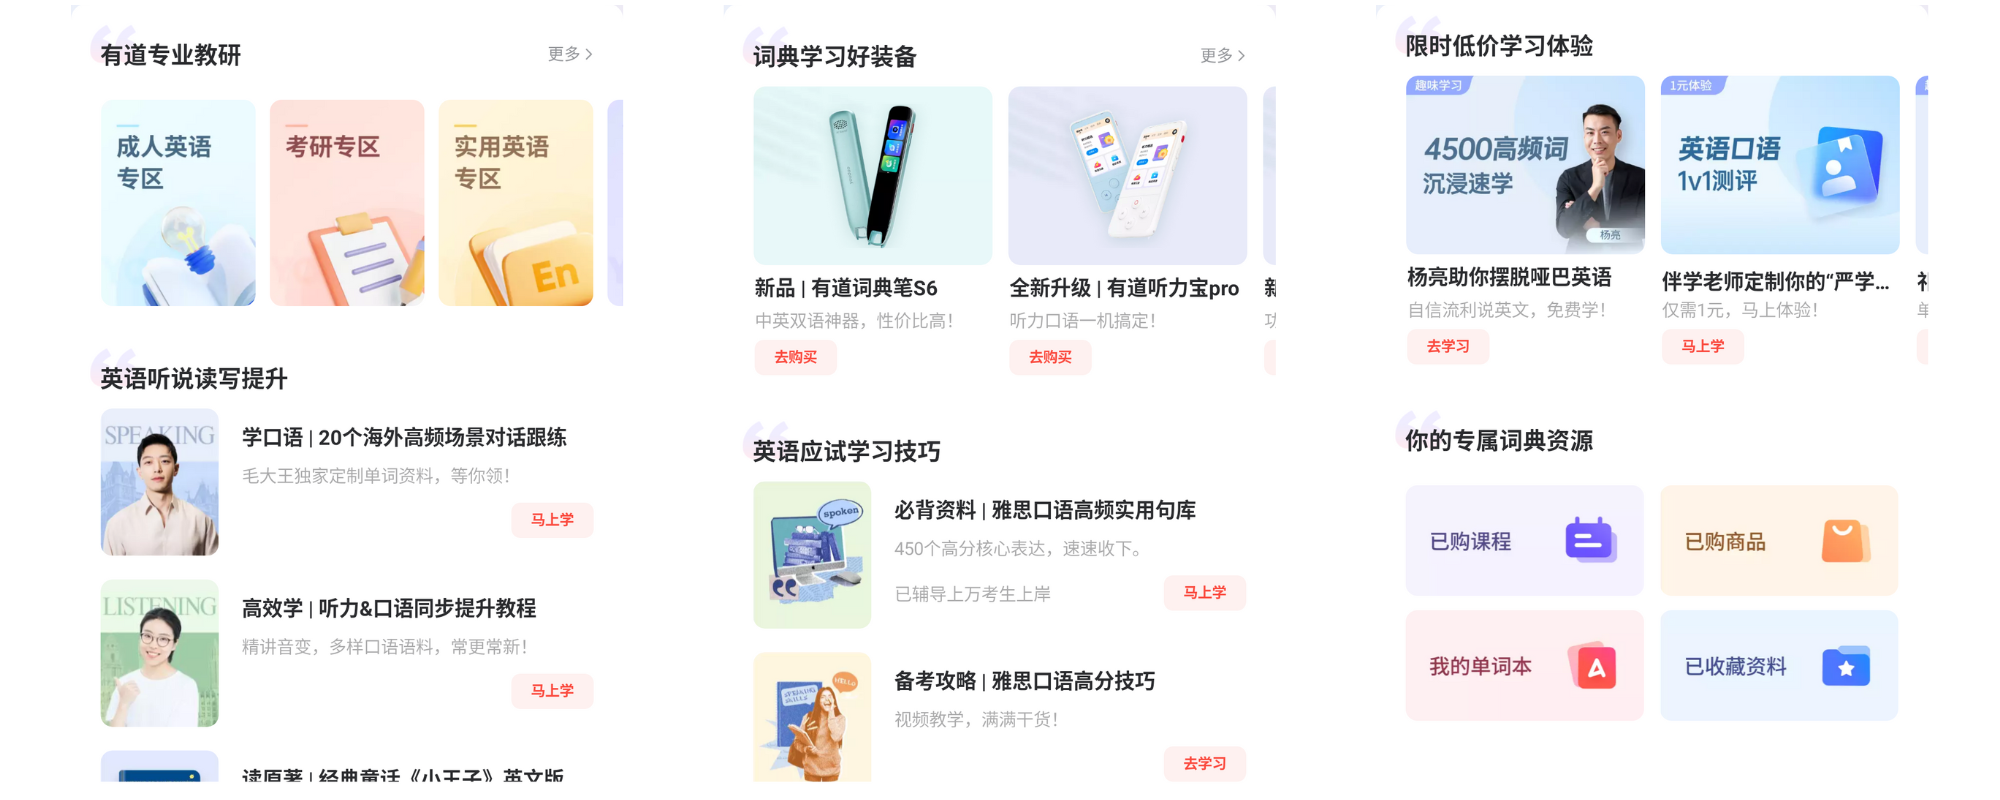 有道专业教研
更多
成人英语
专区
考研专区
实用英语
专区
En
英语听说读写提升
SPEAKING
学口语 | 20个海外高频场景对话跟练
毛大王独家定制单词资料，等你领！
马上学
LISTENING
高效学 | 听力&口语同步提升教程
精讲音变，多样口语语料，常更常新！
马上学
读原著 | 经典童话《小王子》英文版
词典学习好装备
更多
新品 | 有道词典笔S6
中英双语神器，性价比高！
去购买
全新升级 | 有道听力宝pro
听力口语一机搞定！
去购买
新
功
英语应试学习技巧
spoken
必背资料 | 雅思口语高频实用句库
450个高分核心表达，速速收下。
已辅导上万考生上岸
马上学
SPEAKING
SKILLS
HELLO
备考攻略 | 雅思口语高分技巧
视频教学，满满干货！
去学习
限时低价学习体验
趣味学习
4500高频词
沉浸速学
杨亮
杨亮助你摆脱哑巴英语
自信流利说英文，免费学！
去学习
1元体验
英语口语
1v1测评
伴学老师定制你的“严学...
仅需1元，马上体验！
马上学
你的专属词典资源
已购课程
已购商品
我的单词本
A
已收藏资料